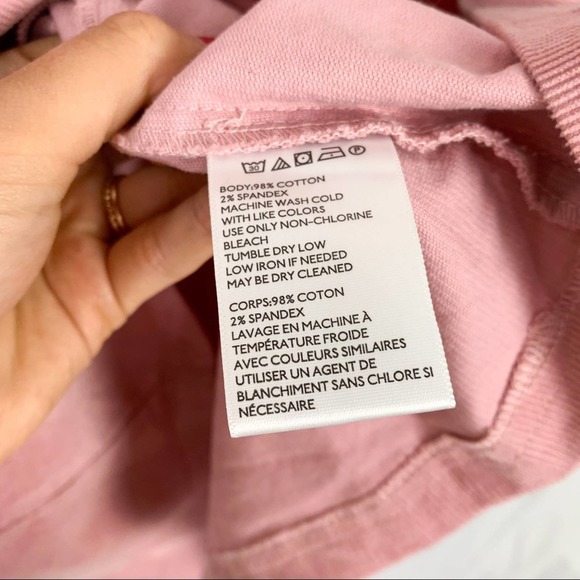 30 P
BODY:98% COTTON
2% SPANDEX
MACHINE WASH COLD
WITH LIKE COLORS
USE ONLY NON-CHLORINE
BLEACH
TUMBLE DRY LOW
LOW IRON IF NEEDED
MAY BE DRY CLEANED
CORPS:98% COTON
2% SPANDEX
LAVAGE EN MACHINE À
TEMPÉRATURE FROIDE
AVEC COULEURS SIMILAIRES
UTILISER UN AGENT DE
BLANCHIMENT SANS CHLORE SI
NÉCESSAIRE